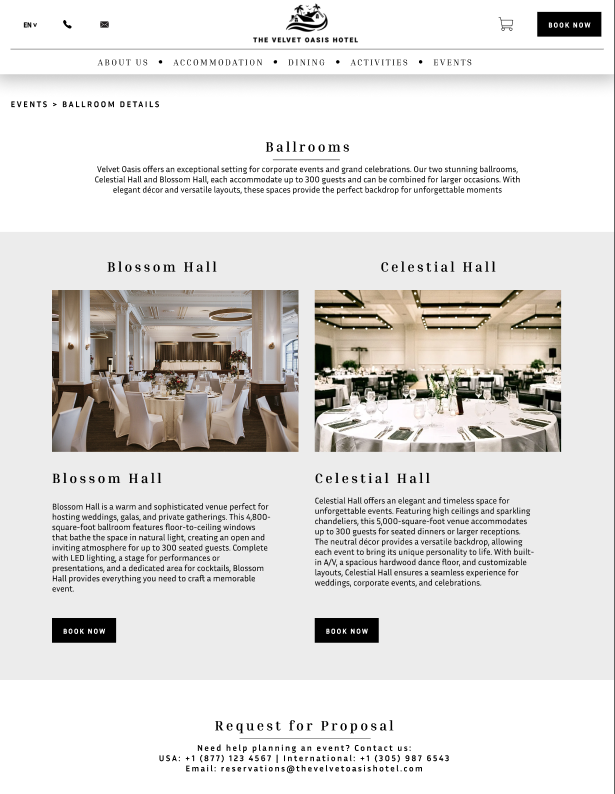 EN v
THE VELVET OASIS HOTEL
BOOK NOW
ABOUT US • ACCOMMODATION • DINING • ACTIVITIES • EVENTS
EVENTS > BALLROOM DETAILS
Ballrooms
Velvet Oasis offers an exceptional setting for corporate events and grand celebrations. Our two stunning ballrooms,
Celestial Hall and Blossom Hall, each accommodate up to 300 guests and can be combined for larger occasions. With
elegant décor and versatile layouts, these spaces provide the perfect backdrop for unforgettable moments
Blossom Hall
Celestial Hall
Blossom Hall
Blossom Hall is a warm and sophisticated venue perfect for
hosting weddings, galas, and private gatherings. This 4,800-
square-foot ballroom features floor-to-ceiling windows
that bathe the space in natural light, creating an open and
inviting atmosphere for up to 300 seated guests. Complete
with LED lighting, a stage for performances or
presentations, and a dedicated area for cocktails, Blossom
Hall provides everything you need to craft a memorable
event.
BOOK NOW
Celestial Hall
Celestial Hall offers an elegant and timeless space for
unforgettable events. Featuring high ceilings and sparkling
chandeliers, this 5,000-square-foot venue accommodates
up to 300 guests for seated dinners or larger receptions.
The neutral décor provides a versatile backdrop, allowing
each event to bring its unique personality to life. With built-
in A/V, a spacious hardwood dance floor, and customizable
layouts, Celestial Hall ensures a seamless experience for
weddings, corporate events, and celebrations.
BOOK NOW
Request for Proposal
Need help planning an event? Contact us:
USA: +1 (877) 123 4567 | International: +1 (305) 987 6543
Email: reservations@thevelvetoasishotel.com